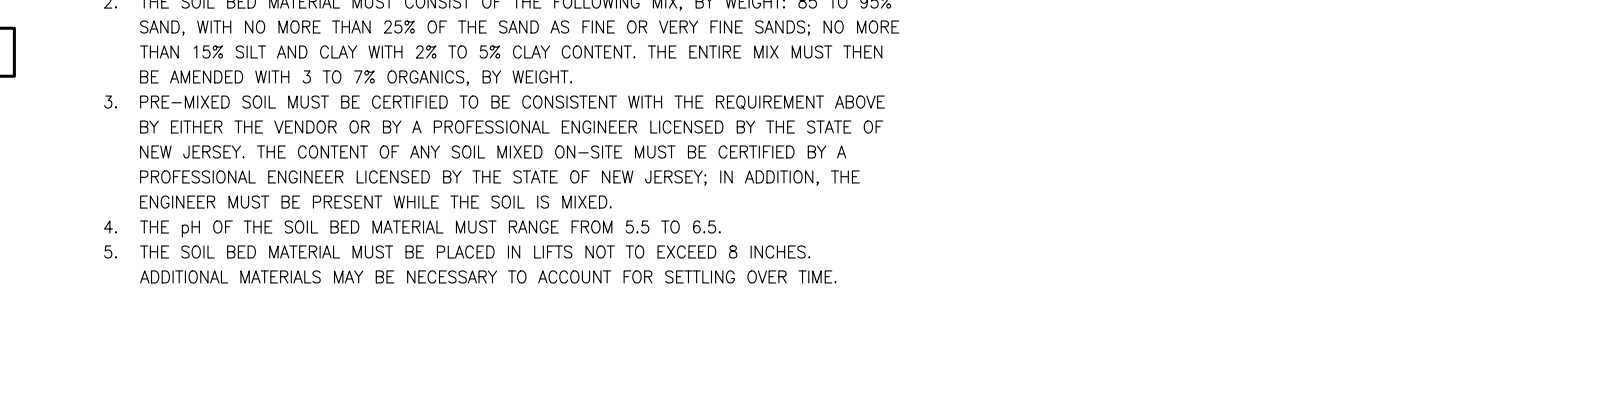 2. THE SOIL BED MATERIAL MUST CONSIST OF THE FOLLOWING MIX, BY WEIGHT: 85 TO 95%
SAND, WITH NO MORE THAN 25% OF THE SAND AS FINE OR VERY FINE SANDS; NO MORE
THAN 15% SILT AND CLAY WITH 2% TO 5% CLAY CONTENT. THE ENTIRE MIX MUST THEN
BE AMENDED WITH 3 TO 7% ORGANICS, BY WEIGHT.
3. PRE-MIXED SOIL MUST BE CERTIFIED TO BE CONSISTENT WITH THE REQUIREMENT ABOVE
BY EITHER THE VENDOR OR BY A PROFESSIONAL ENGINEER LICENSED BY THE STATE OF
NEW JERSEY. THE CONTENT OF ANY SOIL MIXED ON-SITE MUST BE CERTIFIED BY A
PROFESSIONAL ENGINEER LICENSED BY THE STATE OF NEW JERSEY; IN ADDITION, THE
ENGINEER MUST BE PRESENT WHILE THE SOIL IS MIXED.
4. THE pH OF THE SOIL BED MATERIAL MUST RANGE FROM 5.5 TO 6.5.
5. THE SOIL BED MATERIAL MUST BE PLACED IN LIFTS NOT TO EXCEED 8 INCHES.
ADDITIONAL MATERIALS MAY BE NECESSARY TO ACCOUNT FOR SETTLING OVER TIME.